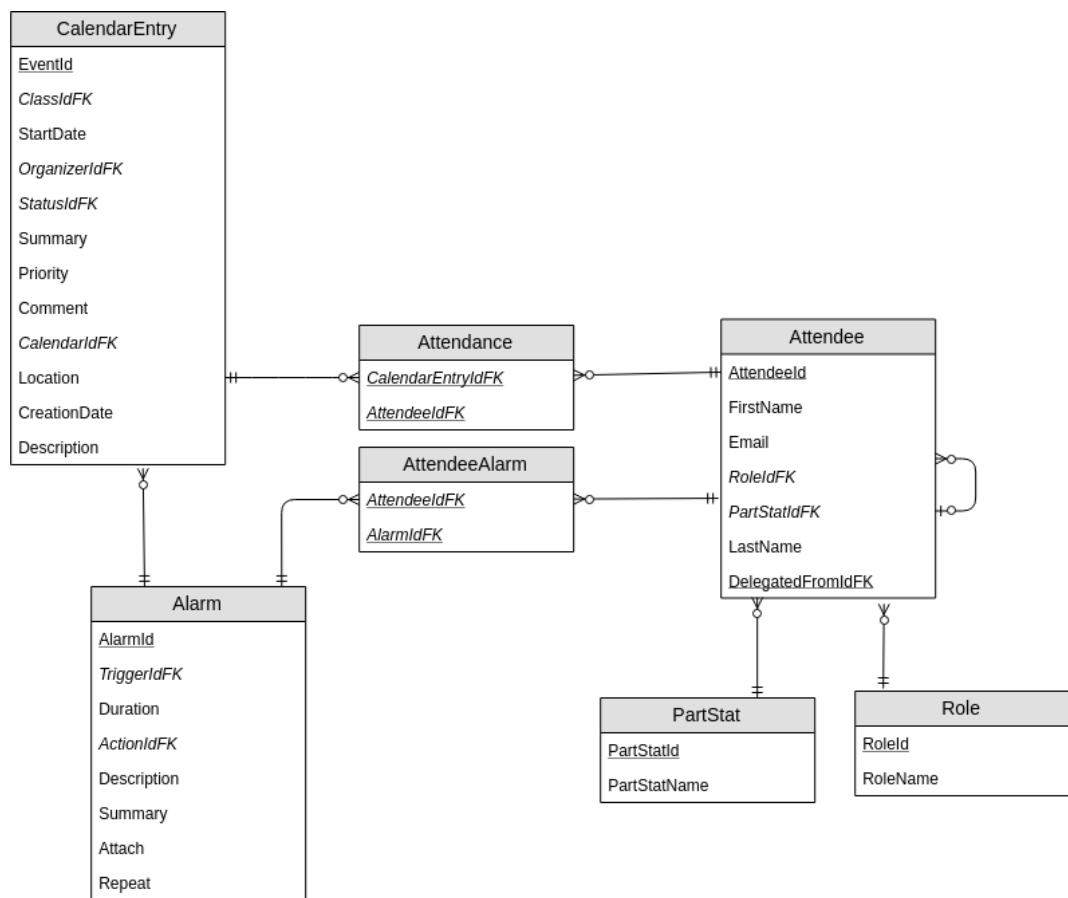 CalendarEntry
EventId
ClassIdFK
StartDate
OrganizerIdFK
StatusIdFK
Summary
Priority
Comment
CalendarIdFK
Location
CreationDate
Description
Attendance
CalendarEntryIdFK
AttendeeIdFK
AttendeeAlarm
AttendeeIdFK
AlarmIdFK
Attendee
AttendeeId
FirstName
Email
RoleIdFK
PartStatIdFK
LastName
DelegatedFromIdFK
Alarm
AlarmId
TriggerIdFK
Duration
ActionIdFK
Description
Summary
Attach
Repeat
PartStat
PartStatId
PartStatName
Role
RoleId
RoleName